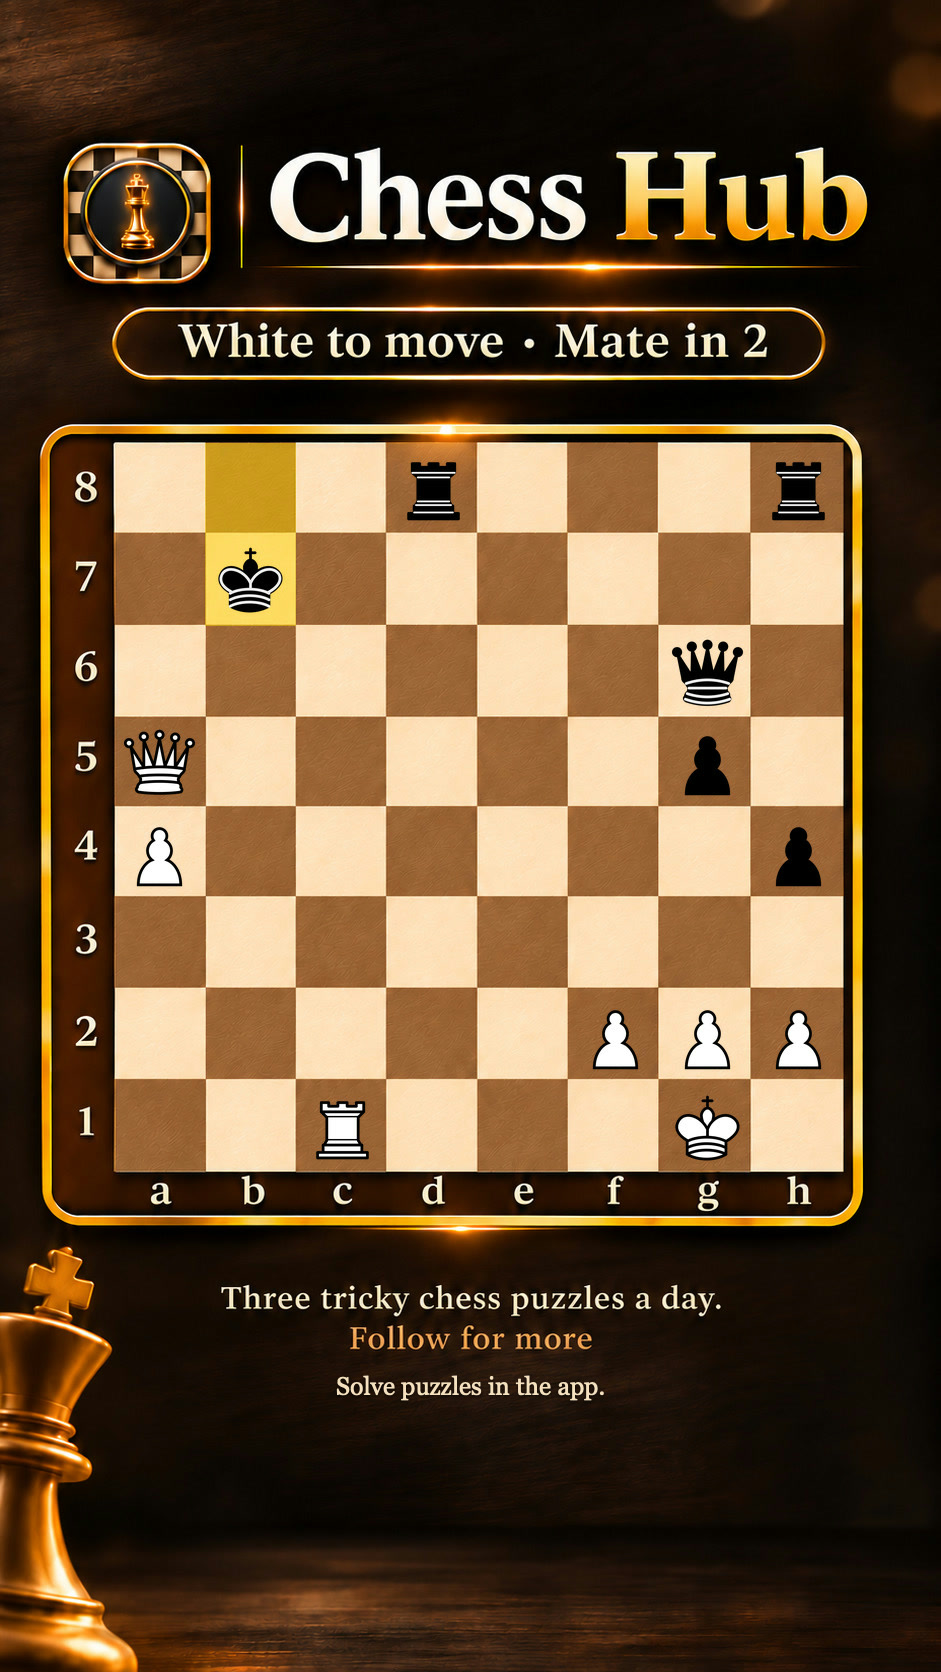 Chess Hub
White to move • Mate in 2
8
7
6
5
4
3
2
1
a b c d e f g h
Three tricky chess puzzles a day.
Follow for more
Solve puzzles in the app.